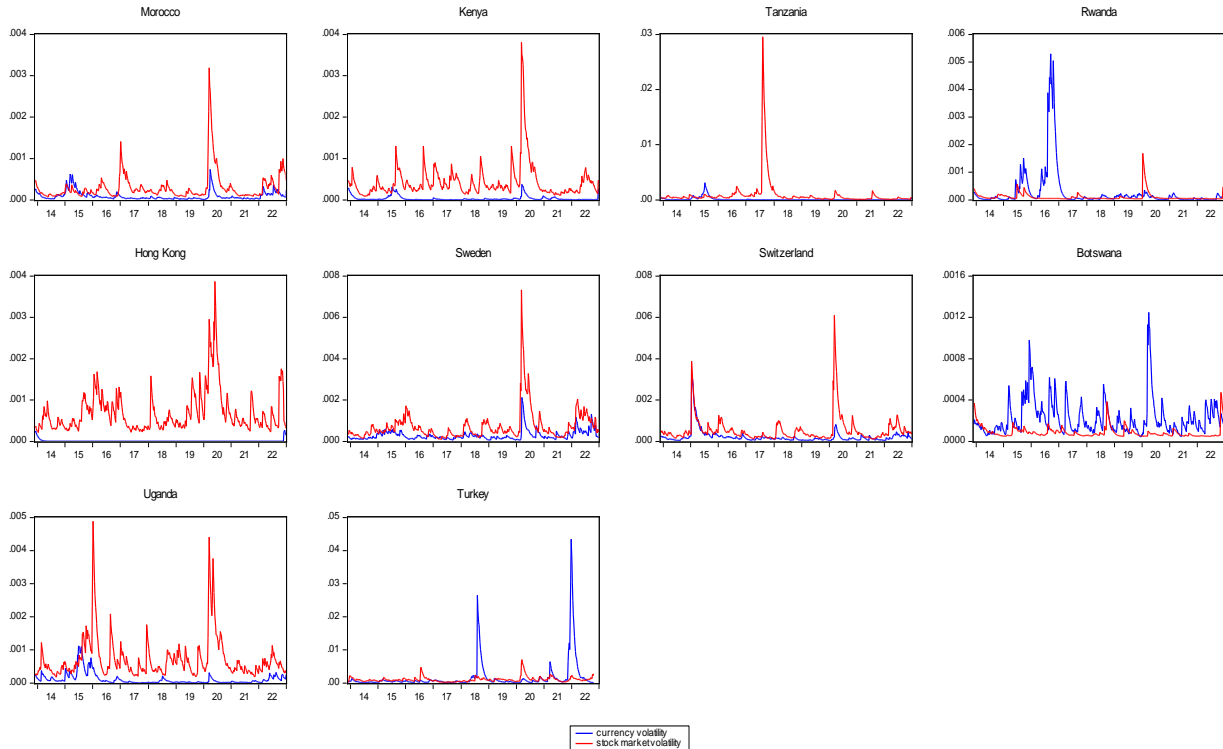 Morocco
.004
.003
.002
.001
.000
14 15 16 17 18 19 20 21 22
Kenya
.004
.003
.002
.001
.000
14 15 16 17 18 19 20 21 22
Tanzania
.03
.02
.01
.00
14 15 16 17 18 19 20 21 22
Rwanda
.006
.005
.004
.003
.002
.001
.000
14 15 16 17 18 19 20 21 22
Hong Kong
.004
.003
.002
.001
.000
14 15 16 17 18 19 20 21 22
Sweden
.008
.006
.004
.002
.000
14 15 16 17 18 19 20 21 22
Switzerland
.008
.006
.004
.002
.000
14 15 16 17 18 19 20 21 22
Botswana
.0016
.0012
.0008
.0004
.0000
14 15 16 17 18 19 20 21 22
Uganda
.005
.004
.003
.002
.001
.000
14 15 16 17 18 19 20 21 22
Turkey
.05
.04
.03
.02
.01
.00
14 15 16 17 18 19 20 21 22
currency volatility
stock market volatility